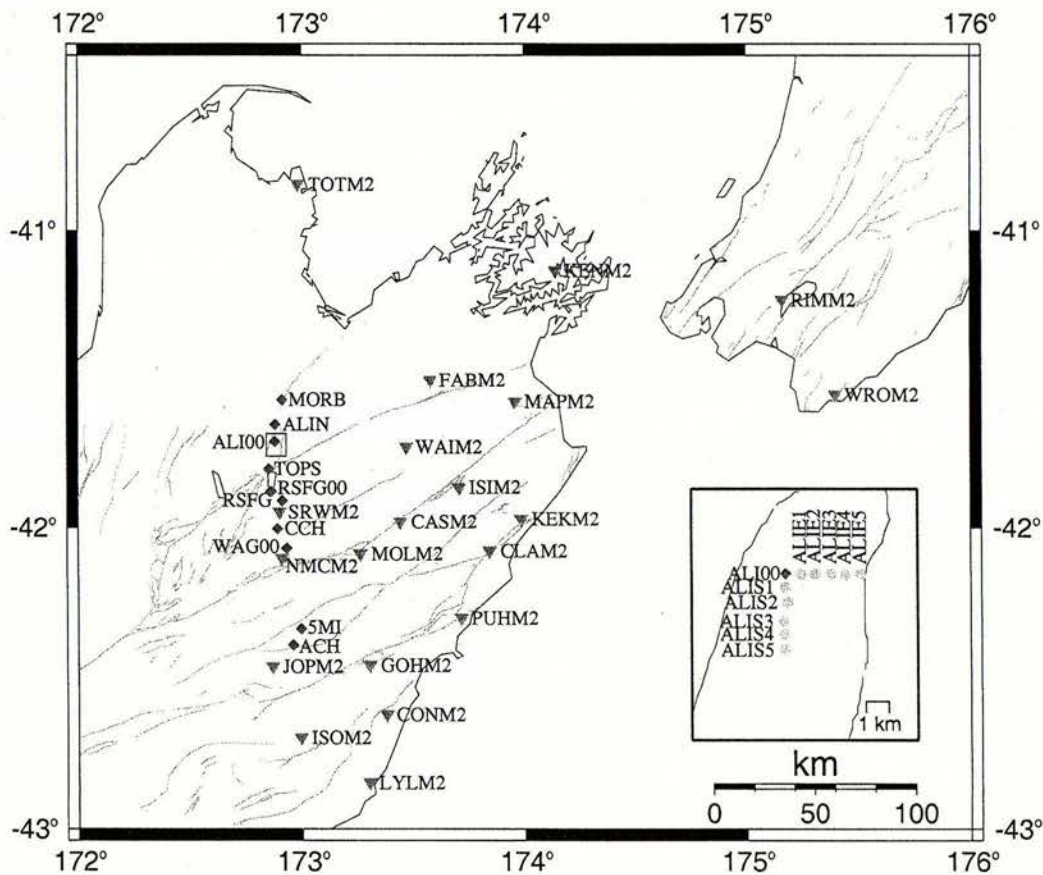 172° 173° 174° 175° 176°
-41°
-41°
-42°
-42°
-43°
-43°
TOTM2
KENM2
RIMM2
FABM2
MORB
MAPM2
WROM2
ALIN
ALI00
WAIM2
TOPS
RSFG00
ISIM2
RSFG
SRWM2
CASM2
KEKM2
CCH
WAG00
NMCM2
MOLM2
CLAM2
PUHM2
5MI
ACH
JOPM2
GOHM2
CONM2
ISOM2
LYLM2
ALIE1
ALIE2
ALIE3
ALIE4
ALIE5
ALI00
ALIS1
ALIS2
ALIS3
ALIS4
ALIS5
1 km
km
0 50 100
172° 173° 174° 175° 176°